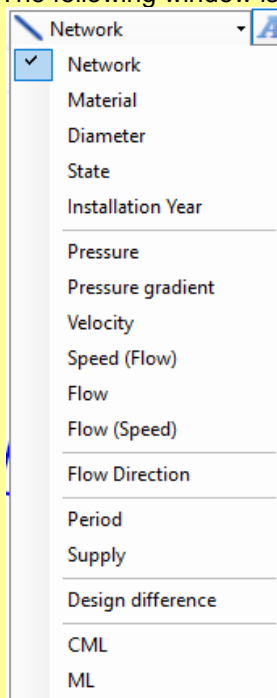 The following window is
Network
Network
Material
Diameter
State
Installation Year
Pressure
Pressure gradient
Velocity
Speed (Flow)
Flow
Flow (Speed)
Flow Direction
Period
Supply
Design difference
CML
ML